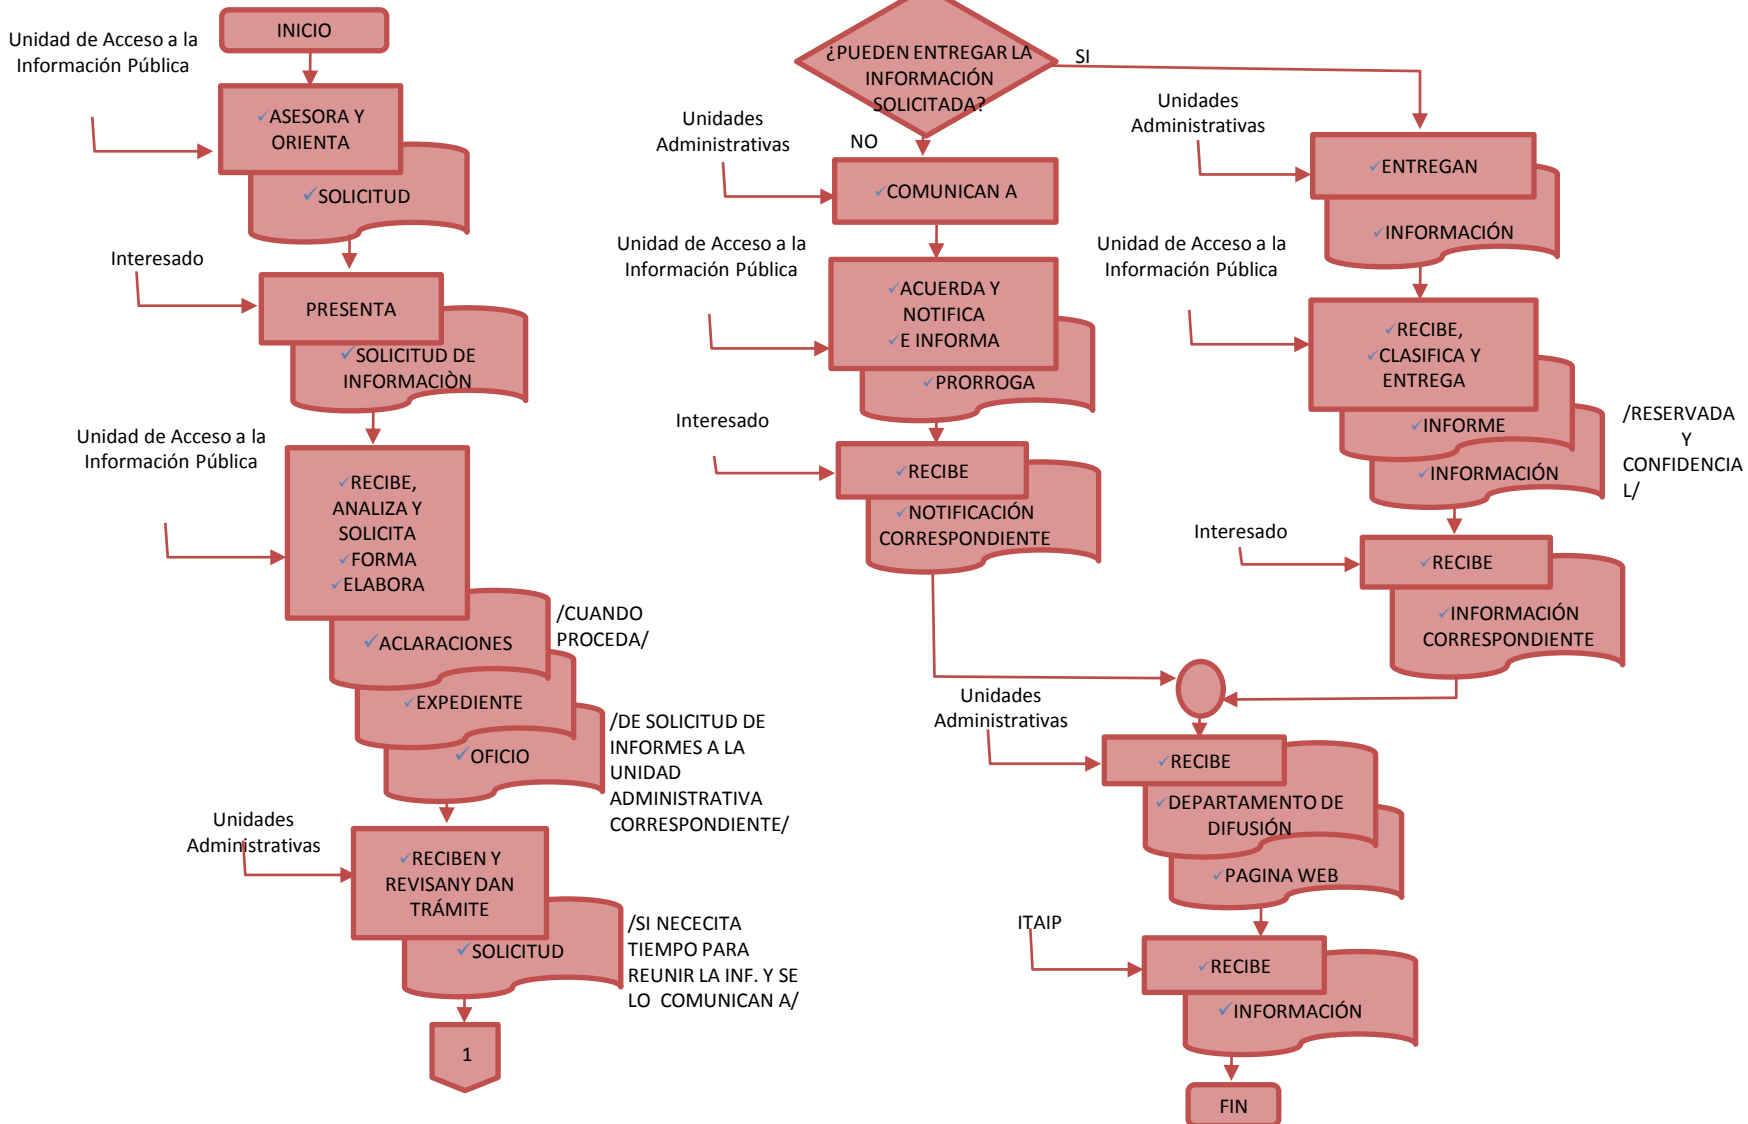 INICIO
Unidad de Acceso a la
Información Pública
✓ASESORA Y
ORIENTA
✓SOLICITUD
Interesado
PRESENTA
✓SOLICITUD DE
INFORMACIÒN
Unidad de Acceso a la
Información Pública
✓RECIBE,
ANALIZA Y
SOLICITA
✓FORMA
✓ELABORA
✓ACLARACIONES
/CUANDO
PROCEDA/
✓EXPEDIENTE
✓OFICIO
/DE SOLICITUD DE
INFORMES A LA
UNIDAD
ADMINISTRATIVA
CORRESPONDIENTE/
Unidades
Administrativas
✓RECIBEN Y
REVISANY DAN
TRÁMITE
✓SOLICITUD
/SI NECECITA
TIEMPO PARA
REUNIR LA INF. Y SE
LO COMUNICAN A/
1
¿PUEDEN ENTREGAR LA
INFORMACIÓN
SOLICITADA?
SI
NO
Unidades
Administrativas
✓COMUNICAN A
Unidad de Acceso a la
Información Pública
✓ACUERDA Y
NOTIFICA
✓E INFORMA
✓PRORROGA
Interesado
✓RECIBE
✓NOTIFICACIÓN
CORRESPONDIENTE
Unidades
Administrativas
✓ENTREGAN
✓INFORMACIÓN
Unidad de Acceso a la
Información Pública
✓RECIBE,
✓CLASIFICA Y
ENTREGA
✓INFORME
✓INFORMACIÓN
/RESERVADA
Y
CONFIDENCIA
L/
Interesado
✓RECIBE
✓INFORMACIÓN
CORRESPONDIENTE
Unidades
Administrativas
✓RECIBE
✓DEPARTAMENTO DE
DIFUSIÓN
✓PAGINA WEB
ITAIP
✓RECIBE
✓INFORMACIÓN
FIN